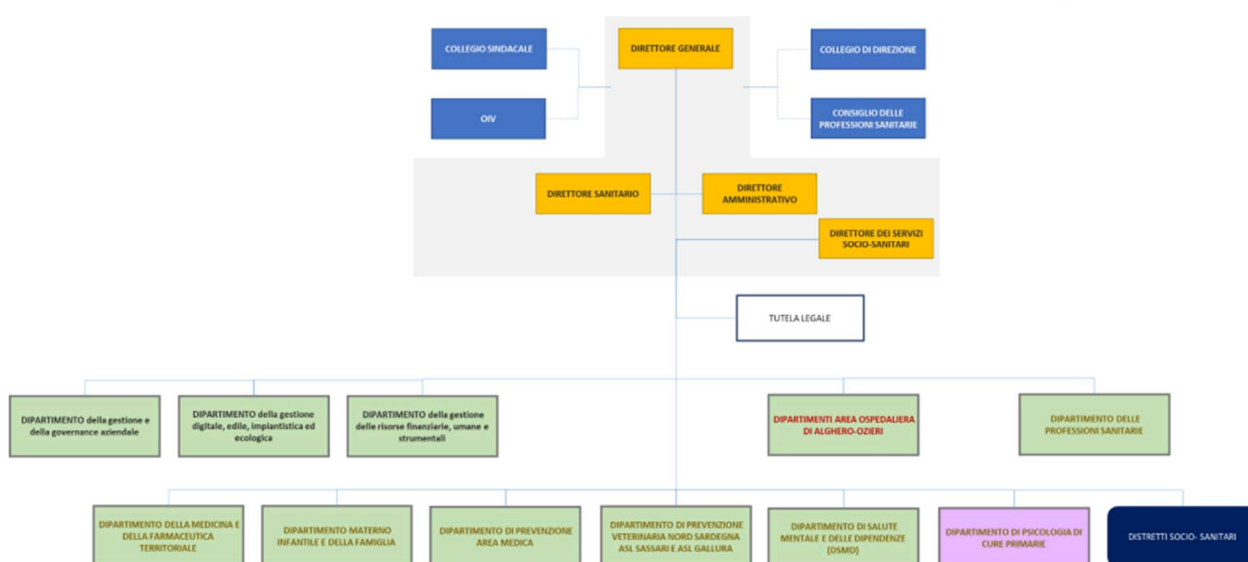 COLLEGIO SINDACALE
DIRETTORE GENERALE
COLLEGIO DI DIREZIONE
OIV
CONSIGLIO DELLE
PROFESSIONI SANITARIE
DIRETTORE SANITARIO
DIRETTORE
AMMINISTRATIVO
DIRETTORE DEI SERVIZI
SOCIO-SANITARI
TUTELA LEGALE
DIPARTIMENTO della gestione e
della governance aziendale
DIPARTIMENTO della gestione
digitale, edile, impiantistica ed
ecologica
DIPARTIMENTO della gestione
delle risorse finanziarie, umane e
strumentali
DIPARTIMENTI AREA OSPEDALIERA
DI ALGHERO-OZIERI
DIPARTIMENTO DELLE
PROFESSIONI SANITARIE
DIPARTIMENTO DELLA MEDICINA E
DELLA FARMACEUTICA
TERRITORIALE
DIPARTIMENTO MATERNO
INFANTILE E DELLA FAMIGLIA
DIPARTIMENTO DI PREVENZIONE
AREA MEDICA
DIPARTIMENTO DI PREVENZIONE
VETERINARIA NORD SARDEGNA
ASL SASSARI E ASL GALLURA
DIPARTIMENTO DI SALUTE
MENTALE E DELLE DIPENDENZE
(DSMD)
DIPARTIMENTO DI PSICOLOGIA DI
CURE PRIMARIE
DISTRETTI SOCIO- SANITARI